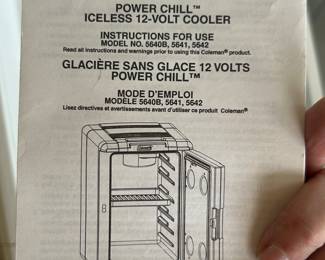 POWER CHILL™
ICELESS 12-VOLT COOLER
INSTRUCTIONS FOR USE
MODEL NO. 5640B, 5641, 5642
Read all instructions and warnings prior to using this Coleman® product.
GLACIÈRE SANS GLACE 12 VOLTS
POWER CHILL™
MODE D'EMPLOI
MODÈLE 5640B, 5641, 5642
Lisez directives et avertissements avant d'utiliser ce produit Coleman®